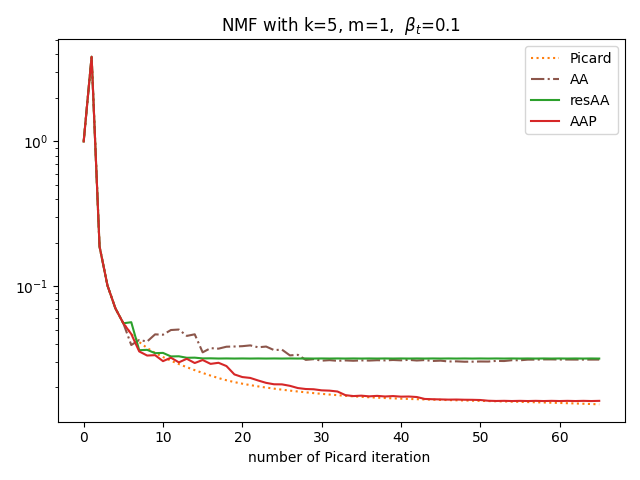 NMF with k=5, m=1, βt=0.1
Picard
AA
resAA
AAP
10^0
10^-1
0 10 20 30 40 50 60
number of Picard iteration